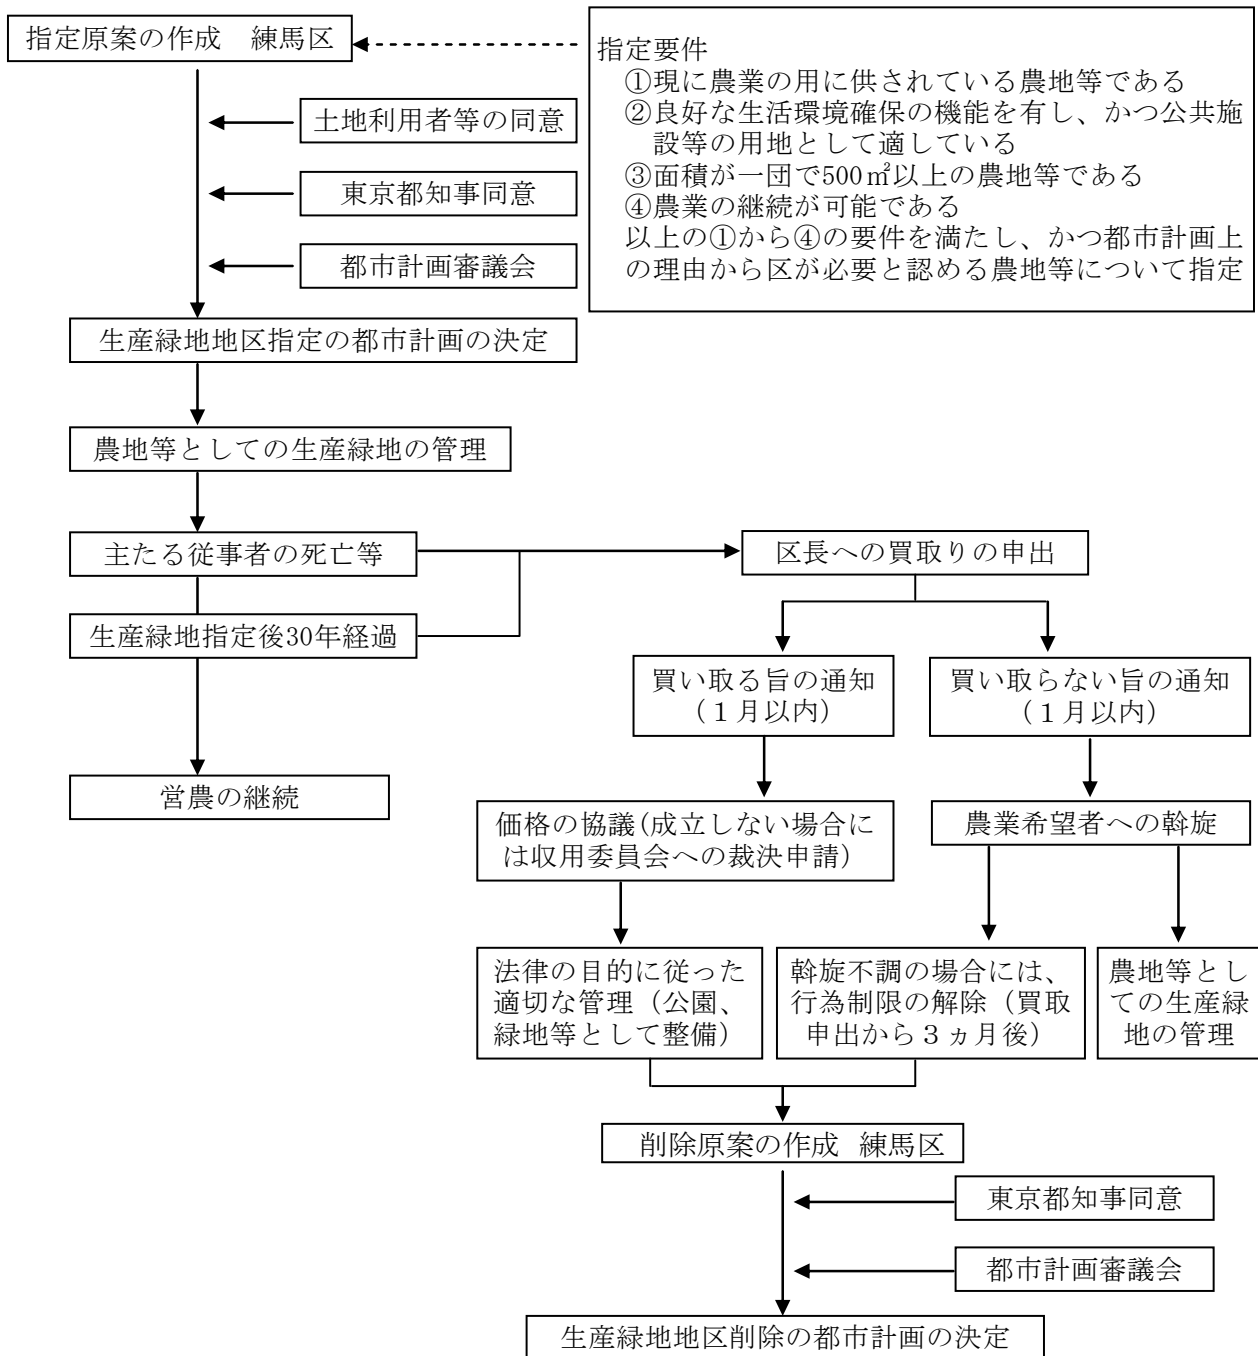 指定原案の作成　練馬区
指定要件
①現に農業の用に供されている農地等である
②良好な生活環境確保の機能を有し、かつ公共施
設等の用地として適している
③面積が一団で500㎡以上の農地等である
④農業の継続が可能である
以上の①から④の要件を満たし、かつ都市計画上
の理由から区が必要と認める農地等について指定
土地利用者等の同意
東京都知事同意
都市計画審議会
生産緑地地区指定の都市計画の決定
農地等としての生産緑地の管理
主たる従事者の死亡等
区長への買取りの申出
生産緑地指定後30年経過
買い取る旨の通知
（１月以内）
買い取らない旨の通知
（１月以内）
営農の継続
価格の協議(成立しない場合に
は収用委員会への裁決申請）
農業希望者への斡旋
法律の目的に従った
適切な管理（公園、
緑地等として整備）
斡旋不調の場合には、
行為制限の解除（買取
申出から３ヵ月後）
農地等とし
ての生産緑
地の管理
削除原案の作成　練馬区
東京都知事同意
都市計画審議会
生産緑地地区削除の都市計画の決定